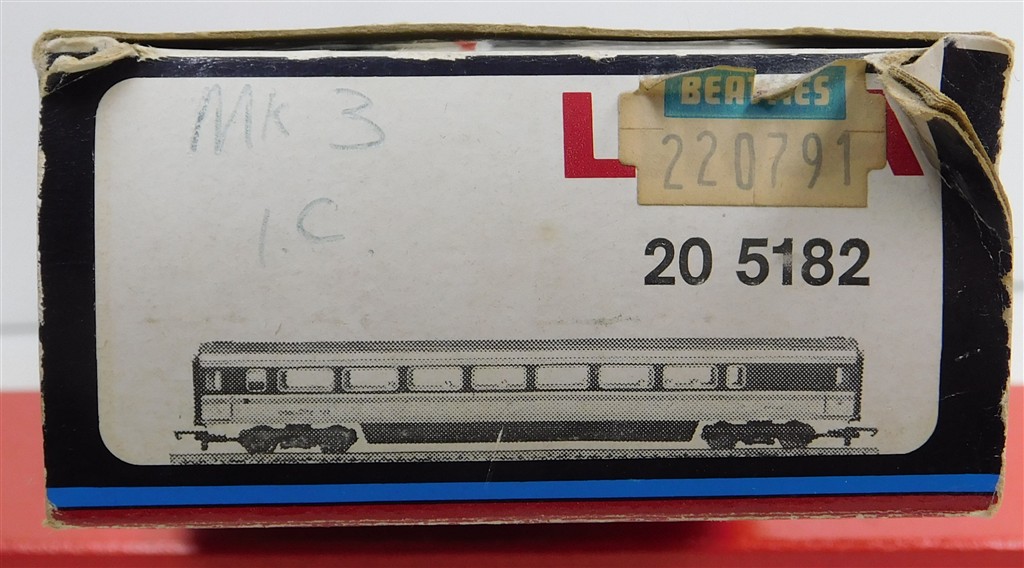 Mk 3
BEATTIES
220791
I.C.
20 5182